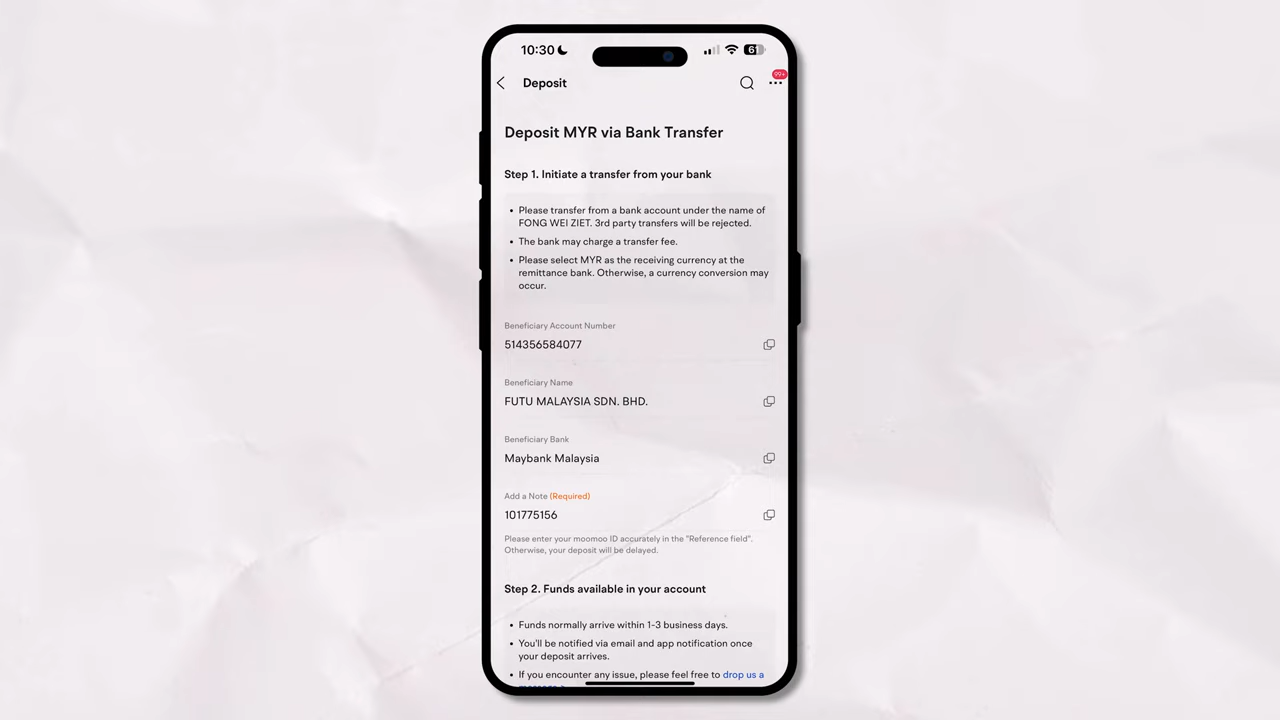 10:30
61
99+
Deposit
Deposit MYR via Bank Transfer
Step 1. Initiate a transfer from your bank
• Please transfer from a bank account under the name of
FONG WEI ZIET. 3rd party transfers will be rejected.
• The bank may charge a transfer fee.
• Please select MYR as the receiving currency at the
remittance bank. Otherwise, a currency conversion may
occur.
Beneficiary Account Number
514356584077
Beneficiary Name
FUTU MALAYSIA SDN. BHD.
Beneficiary Bank
Maybank Malaysia
Add a Note (Required)
101775156
Please enter your moomoo ID accurately in the "Reference field".
Otherwise, your deposit will be delayed.
Step 2. Funds available in your account
• Funds normally arrive within 1-3 business days.
• You'll be notified via email and app notification once
your deposit arrives.
• If you encounter any issue, please feel free to drop us a